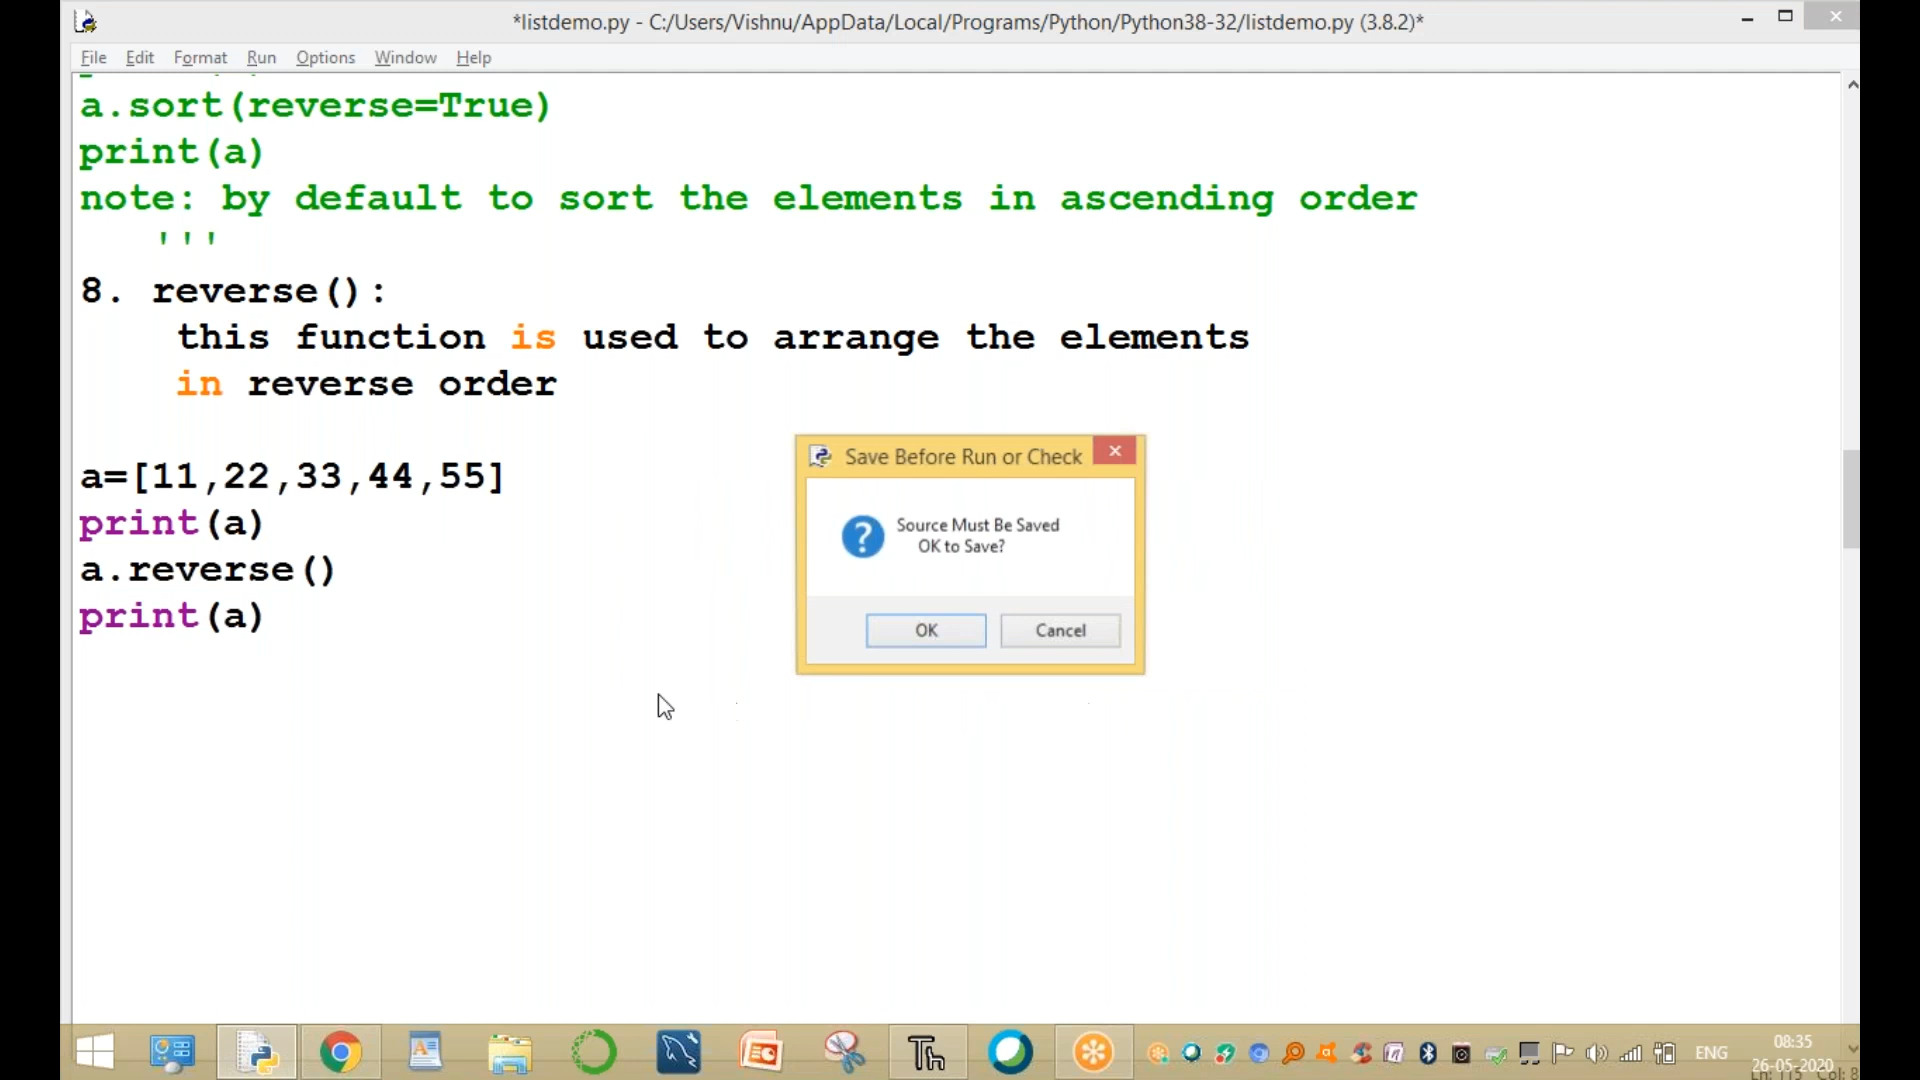 *listdemo.py - C:/Users/Vishnu/AppData/Local/Programs/Python/Python38-32/listdemo.py (3.8.2)*
File Edit Format Run Options Window Help
a.sort(reverse=True)
print(a)
note: by default to sort the elements in ascending order
'''
8. reverse():
this function is used to arrange the elements
in reverse order
a=[11,22,33,44,55]
print(a)
a.reverse()
print(a)
Save Before Run or Check
Source Must Be Saved
OK to Save?
OK Cancel
Th
ENG
08:35
26-05-2020